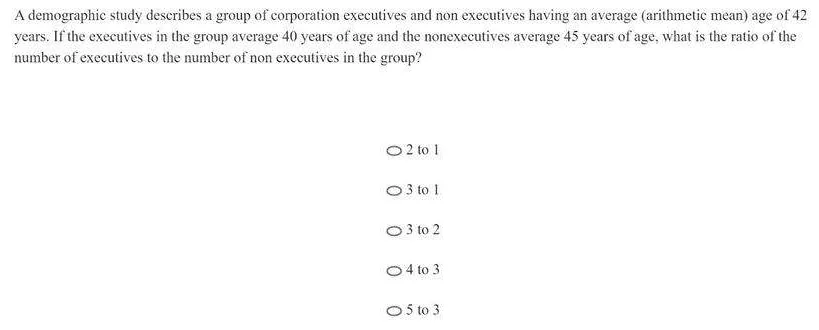 A demographic study describes a group of corporation executives and non executives having an average (arithmetic mean) age of 42
years. If the executives in the group average 40 years of age and the nonexecutives average 45 years of age, what is the ratio of the
number of executives to the number of non executives in the group?
2 to 1
3 to 1
3 to 2
4 to 3
5 to 3